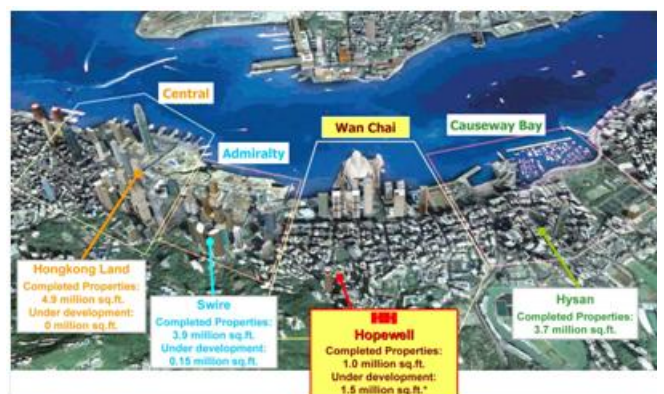 Central
Admiralty
Wan Chai
Causeway Bay
Hongkong Land
Completed Properties:
4.9 million sq.ft.
Under development:
0 million sq.ft.
Swire
Completed Properties:
3.9 million sq.ft.
Under development:
0.15 million sq.ft.
HH
Hopewell
Completed Properties:
1.0 million sq.ft.
Under development:
1.5 million sq.ft.*
Hysan
Completed Properties:
3.7 million sq.ft.